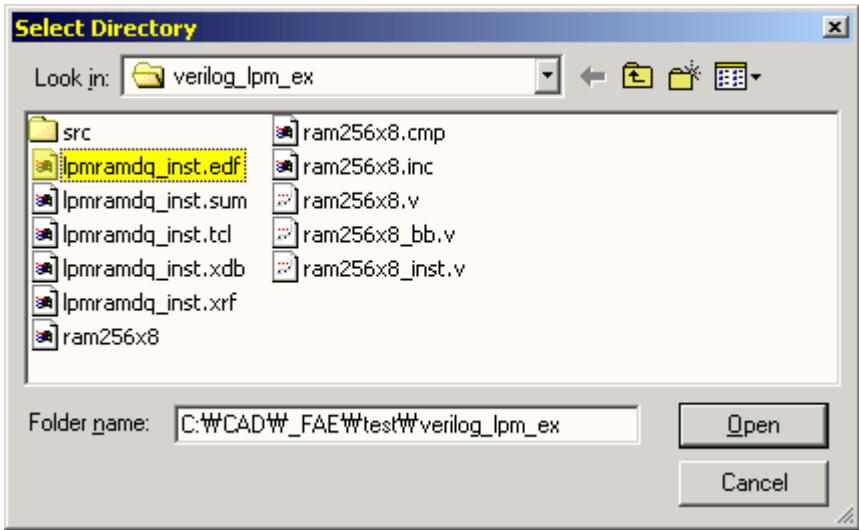 Select Directory
Look in: verilog_lpm_ex
src
lpmramdq_inst.edf
lpmramdq_inst.sum
lpmramdq_inst.tcl
lpmramdq_inst.xdb
lpmramdq_inst.xrf
ram256x8
ram256x8.cmp
ram256x8.inc
ram256x8.v
ram256x8_bb.v
ram256x8_inst.v
Folder name: C:₩CAD₩_FAE₩test₩verilog_lpm_ex
Open
Cancel